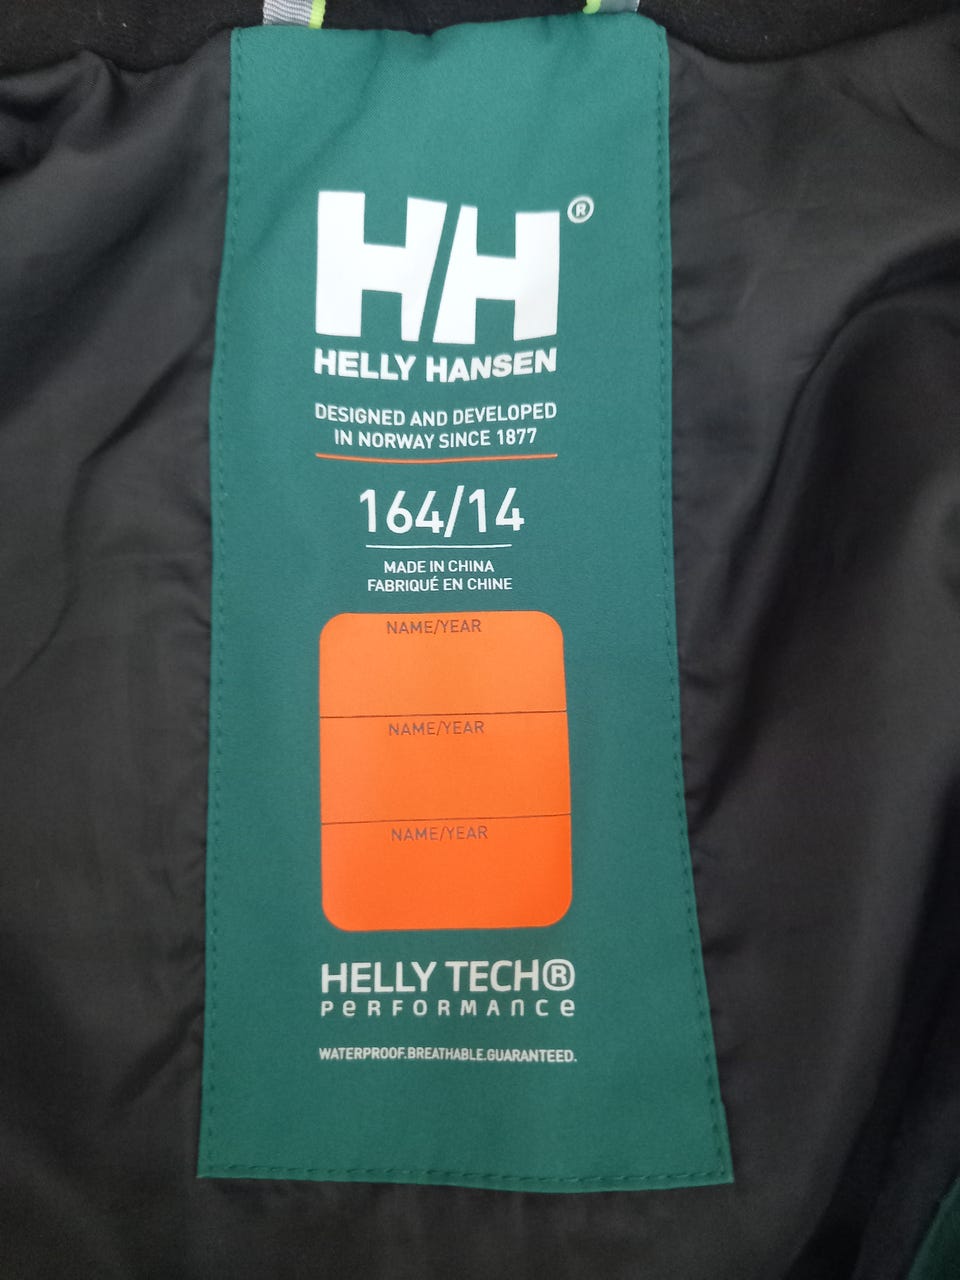 HH®
HELLY HANSEN
DESIGNED AND DEVELOPED
IN NORWAY SINCE 1877
164/14
MADE IN CHINA
FABRIQUÉ EN CHINE
NAME/YEAR
NAME/YEAR
NAME/YEAR
HELLY TECH®
PeRFORMAnce
WATERPROOF.BREATHABLE.GUARANTEED.